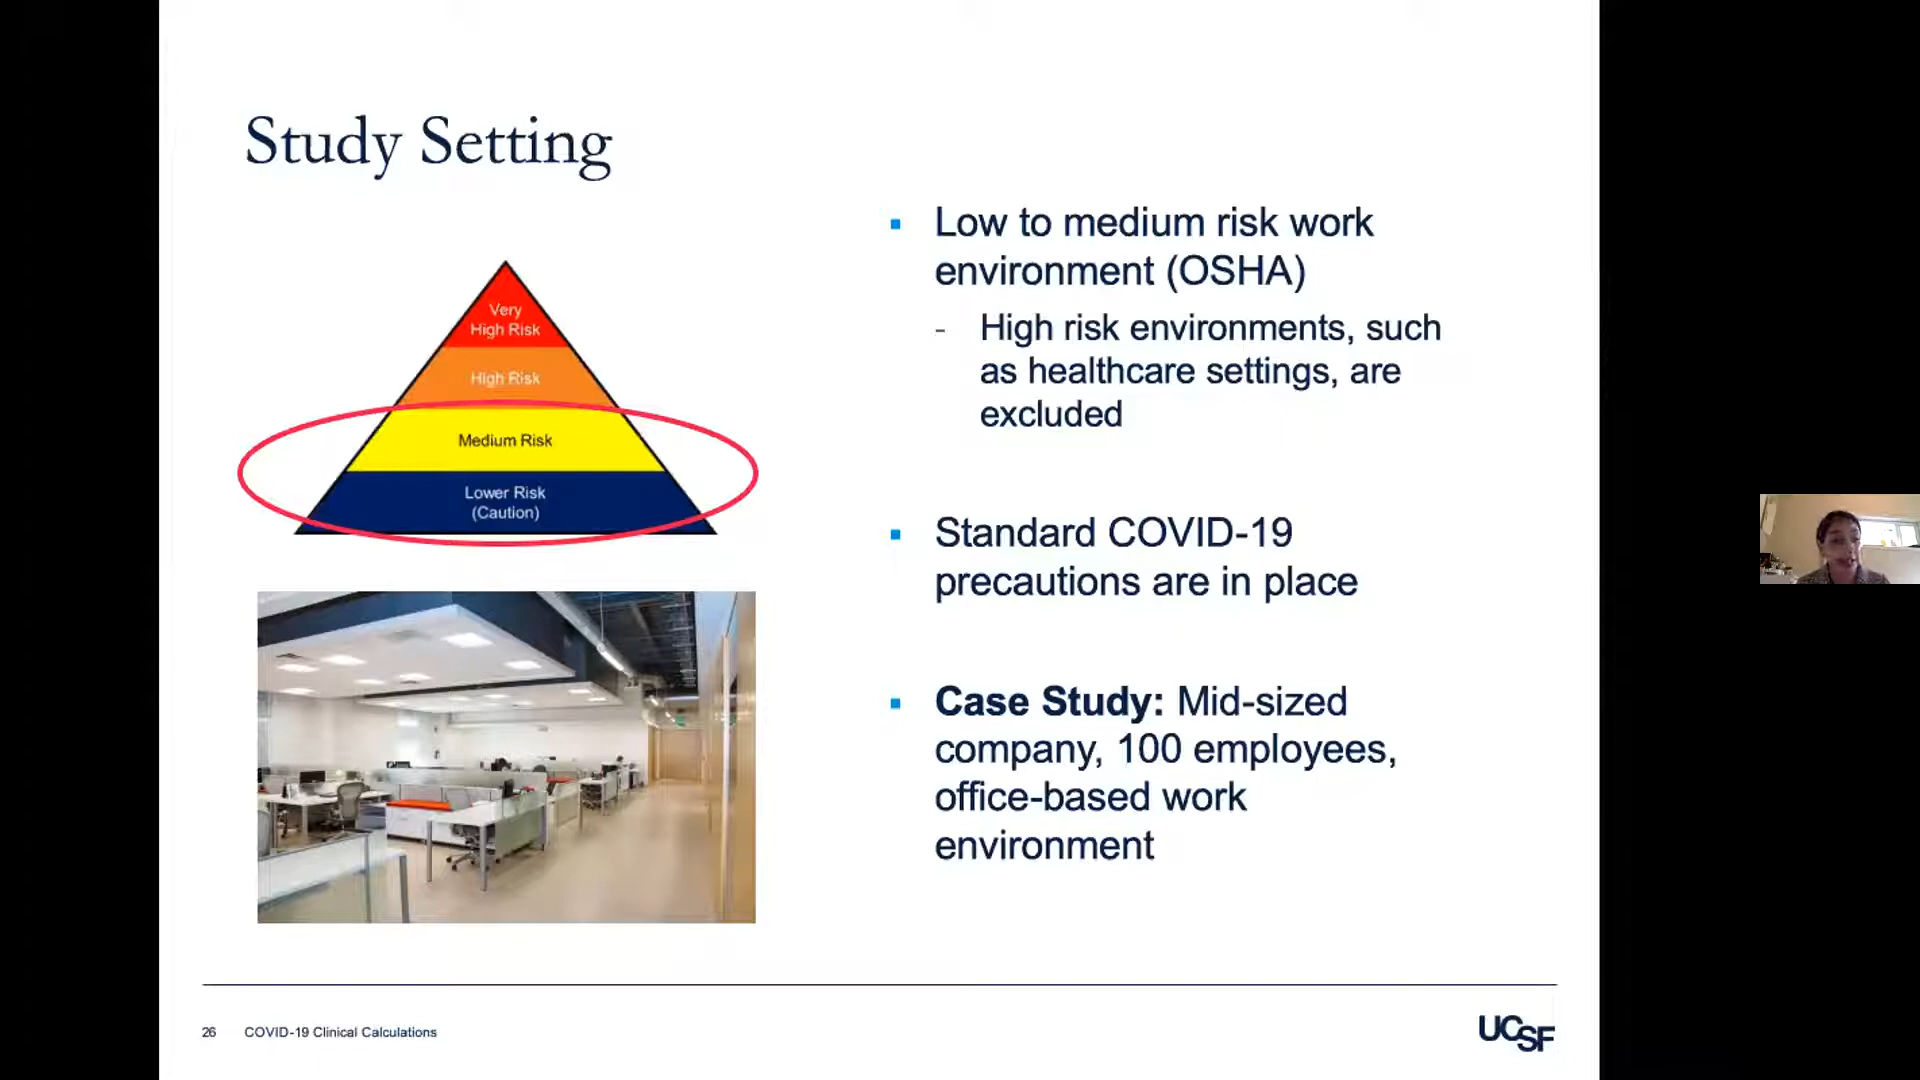 Study Setting
Very
High Risk
High Risk
Medium Risk
Lower Risk
(Caution)
Low to medium risk work
environment (OSHA)
- High risk environments, such
as healthcare settings, are
excluded
Standard COVID-19
precautions are in place
Case Study: Mid-sized
company, 100 employees,
office-based work
environment
26 COVID-19 Clinical Calculations
UCSF